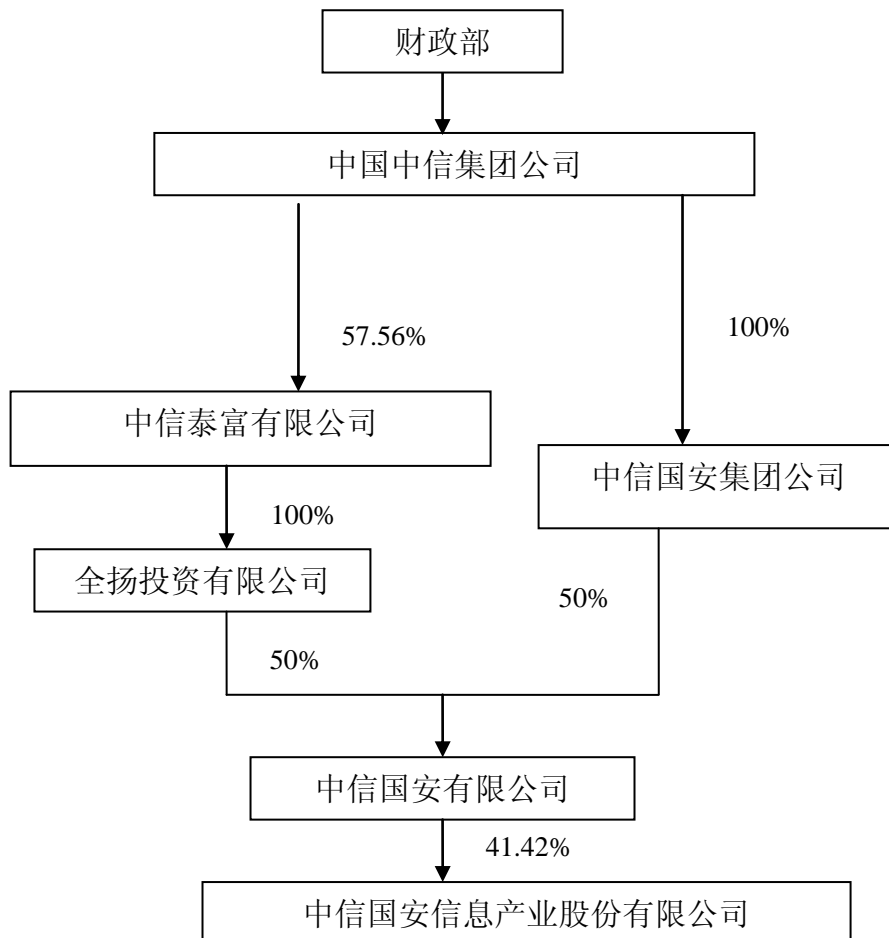 财政部
中国中信集团公司
57.56%
100%
中信泰富有限公司
中信国安集团公司
100%
全扬投资有限公司
50%
50%
中信国安有限公司
41.42%
中信国安信息产业股份有限公司